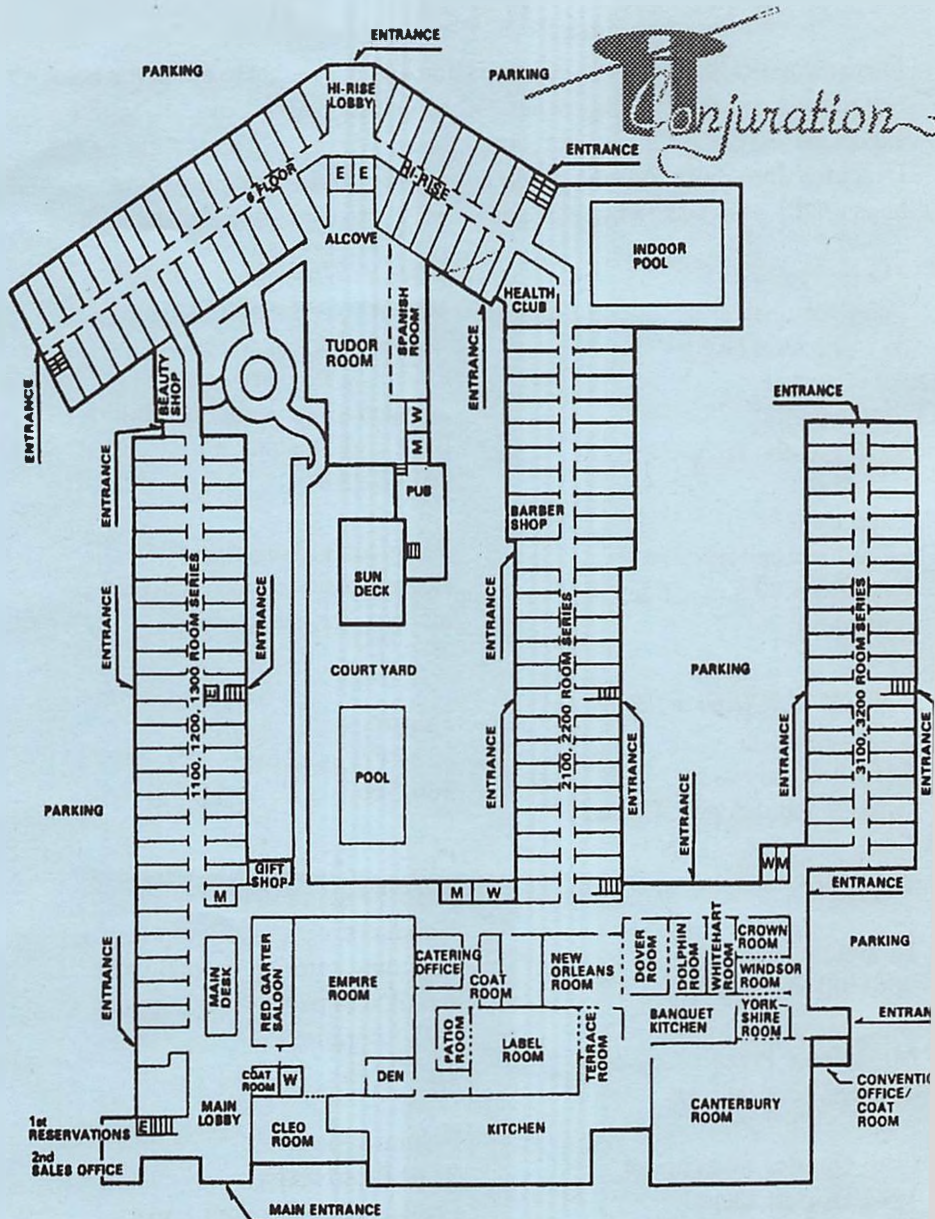 ENTRANCE
PARKING
PARKING
HI-RISE
LOBBY
Conjuration
ENTRANCE
FLOOR
E E
HI-RISE
ALCOVE
INDOOR
POOL
HEALTH
CLUB
TUDOR
ROOM
SPANISH
ROOM
ENTRANCE
BEAUTY
SHOP
ENTRANCE
ENTRANCE
W
M
ENTRANCE
PUB
BARBER
SHOP
SUN
DECK
ENTRANCE
ENTRANCE
ENTRANCE
1100, 1200, 1300 ROOM SERIES
E
COURT YARD
2100, 2200 ROOM SERIES
PARKING
3100, 3200 ROOM SERIES
ENTRANCE
ENTRANCE
ENTRANCE
ENTRANCE
POOL
PARKING
ENTRANCE
GIFT
SHOP
M
M W
W M
ENTRANCE
ENTRANCE
MAIN
DESK
RED GARTER
SALOON
EMPIRE
ROOM
CATERING
OFFICE
COAT
ROOM
NEW
ORLEANS
ROOM
DOVER
ROOM
DOLPHIN
ROOM
WHITEHART
ROOM
CROWN
ROOM
WINDSOR
ROOM
PARKING
PATIO
ROOM
LABEL
ROOM
TERRACE
ROOM
BANQUET
KITCHEN
YORK
SHIRE
ROOM
ENTRAN
COAT
ROOM
W
DEN
MAIN
LOBBY
CLEO
ROOM
KITCHEN
CANTERBURY
ROOM
CONVENTI
OFFICE/
COAT
ROOM
1st
RESERVATIONS
E
2nd
SALES OFFICE
MAIN ENTRANCE